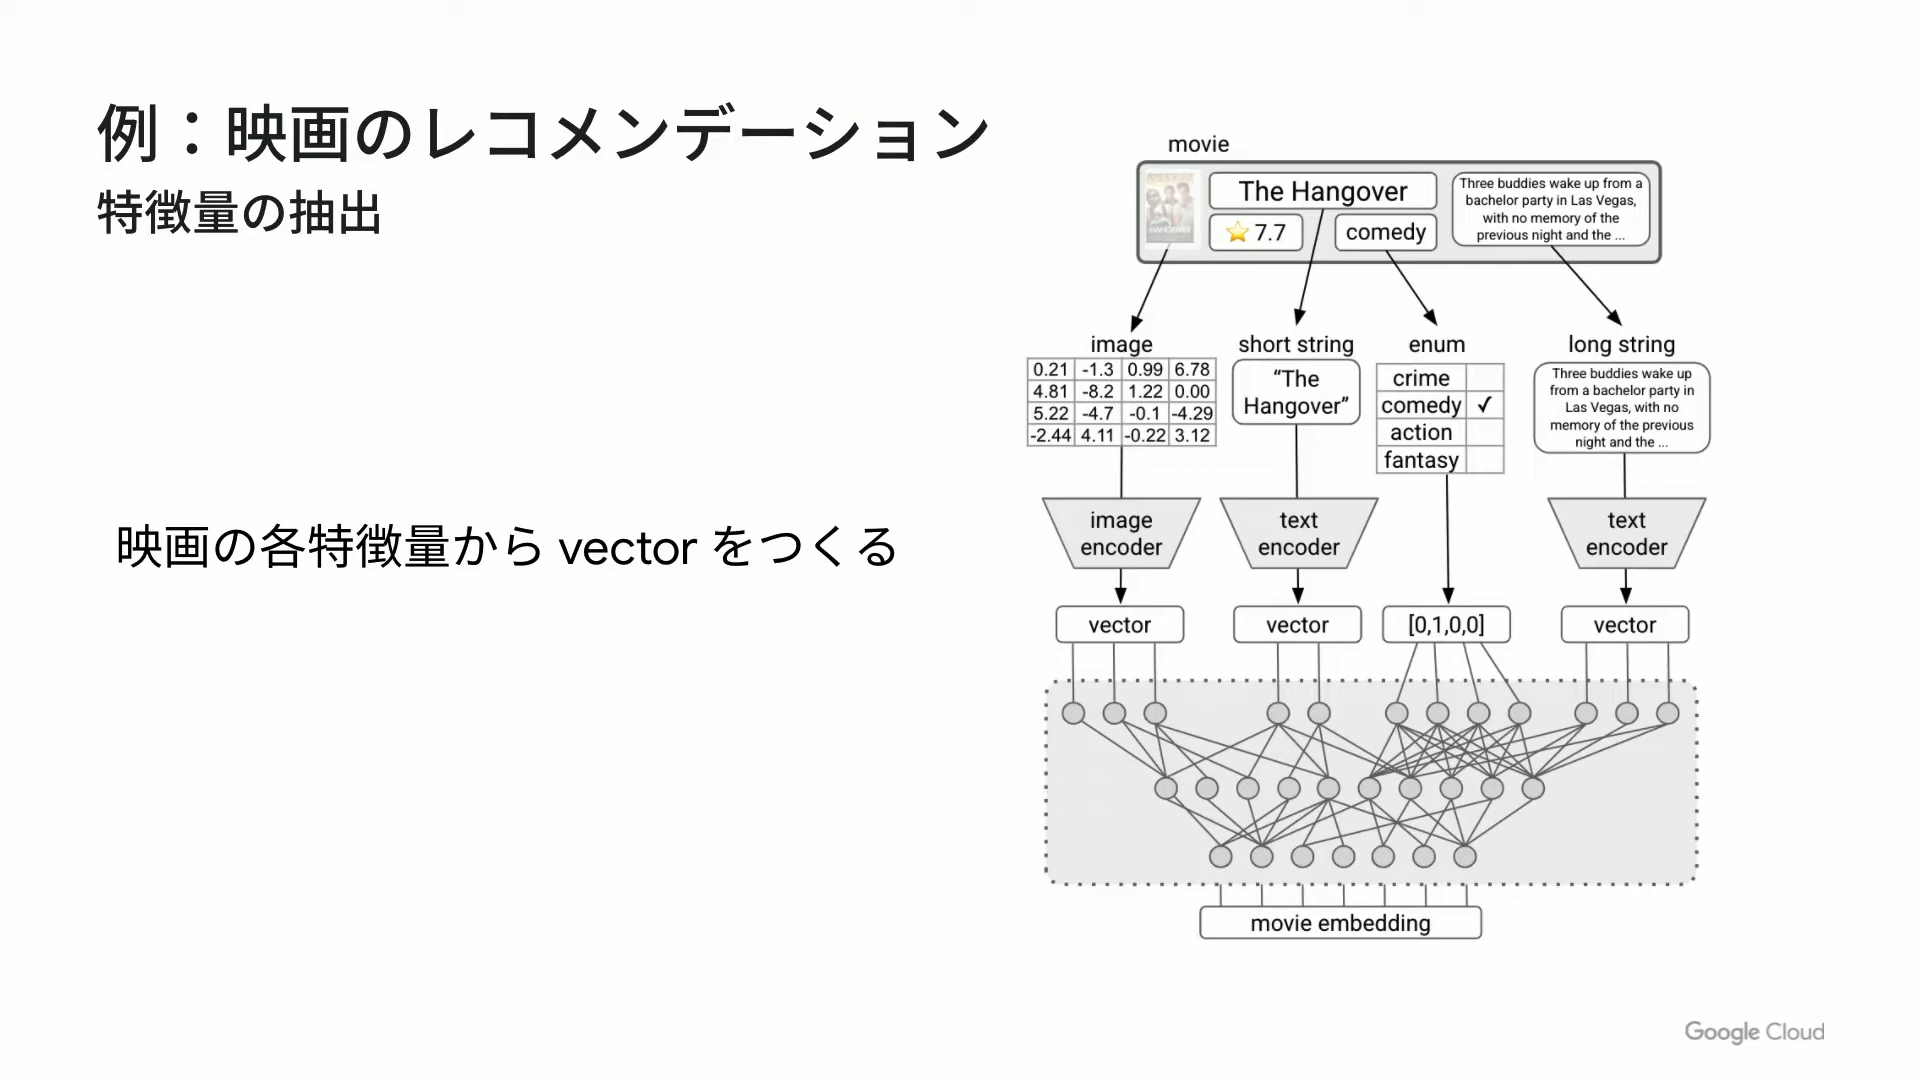 例：映画のレコメンデーション
特徴量の抽出
映画の各特徴量から vector をつくる
movie
The Hangover
7.7
comedy
Three buddies wake up from a
bachelor party in Las Vegas,
with no memory of the
previous night and the ...
image
0.21 -1.3 0.99 6.78
4.81 -8.2 1.22 0.00
5.22 -4.7 -0.1 -4.29
-2.44 4.11 -0.22 3.12
short string
“The
Hangover”
enum
crime
comedy ✓
action
fantasy
long string
Three buddies wake up
from a bachelor party in
Las Vegas, with no
memory of the previous
night and the ...
image
encoder
text
encoder
text
encoder
vector
vector
[0,1,0,0]
vector
movie embedding
Google Cloud